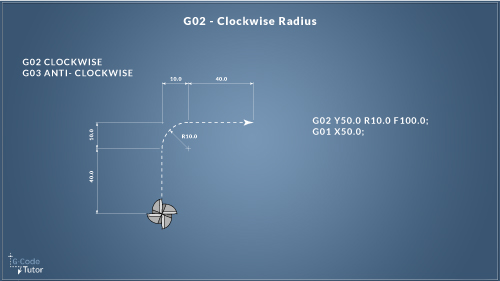 G02 - Clockwise Radius
G02 CLOCKWISE
G03 ANTI- CLOCKWISE
10.0
40.0
10.0
R10.0
40.0
G02 Y50.0 R10.0 F100.0;
G01 X50.0;
G-Code
Tutor